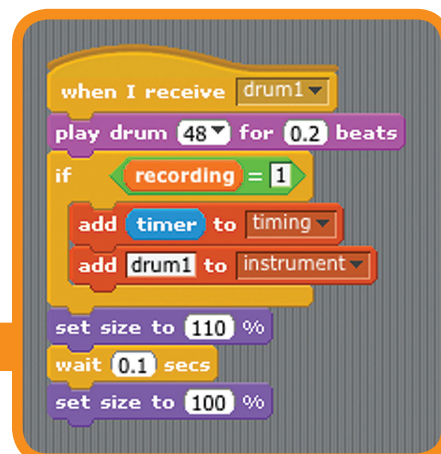 when I receive drum1
play drum 48 for 0.2 beats
if recording = 1
add timer to timing
add drum1 to instrument
set size to 110 %
wait 0.1 secs
set size to 100 %